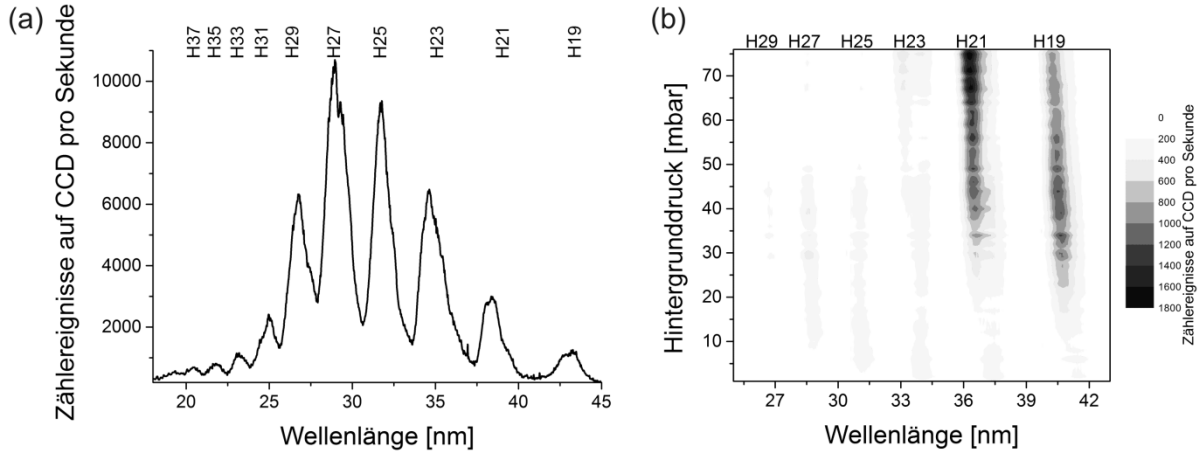 (a)
H37 H35 H33 H31 H29 H27 H25 H23 H21 H19
Zählereignisse auf CCD pro Sekunde
10000
8000
6000
4000
2000
20 25 30 35 40 45
Wellenlänge [nm]
(b)
H29 H27 H25 H23 H21 H19
Hintergrunddruck [mbar]
70
60
50
40
30
20
10
27 30 33 36 39 42
Wellenlänge [nm]
0
200
400
600
800
1000
1200
1400
1600
1800
Zählereignisse auf CCD pro Sekunde